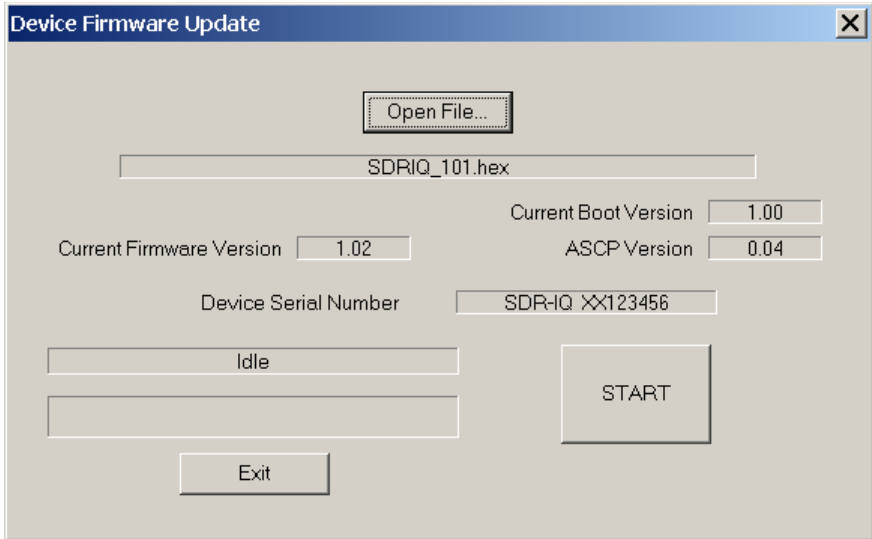 Device Firmware Update
Open File...
SDRIQ_101.hex
Current Boot Version 1.00
Current Firmware Version 1.02 ASCP Version 0.04
Device Serial Number SDR-IQ XX123456
Idle
START
Exit